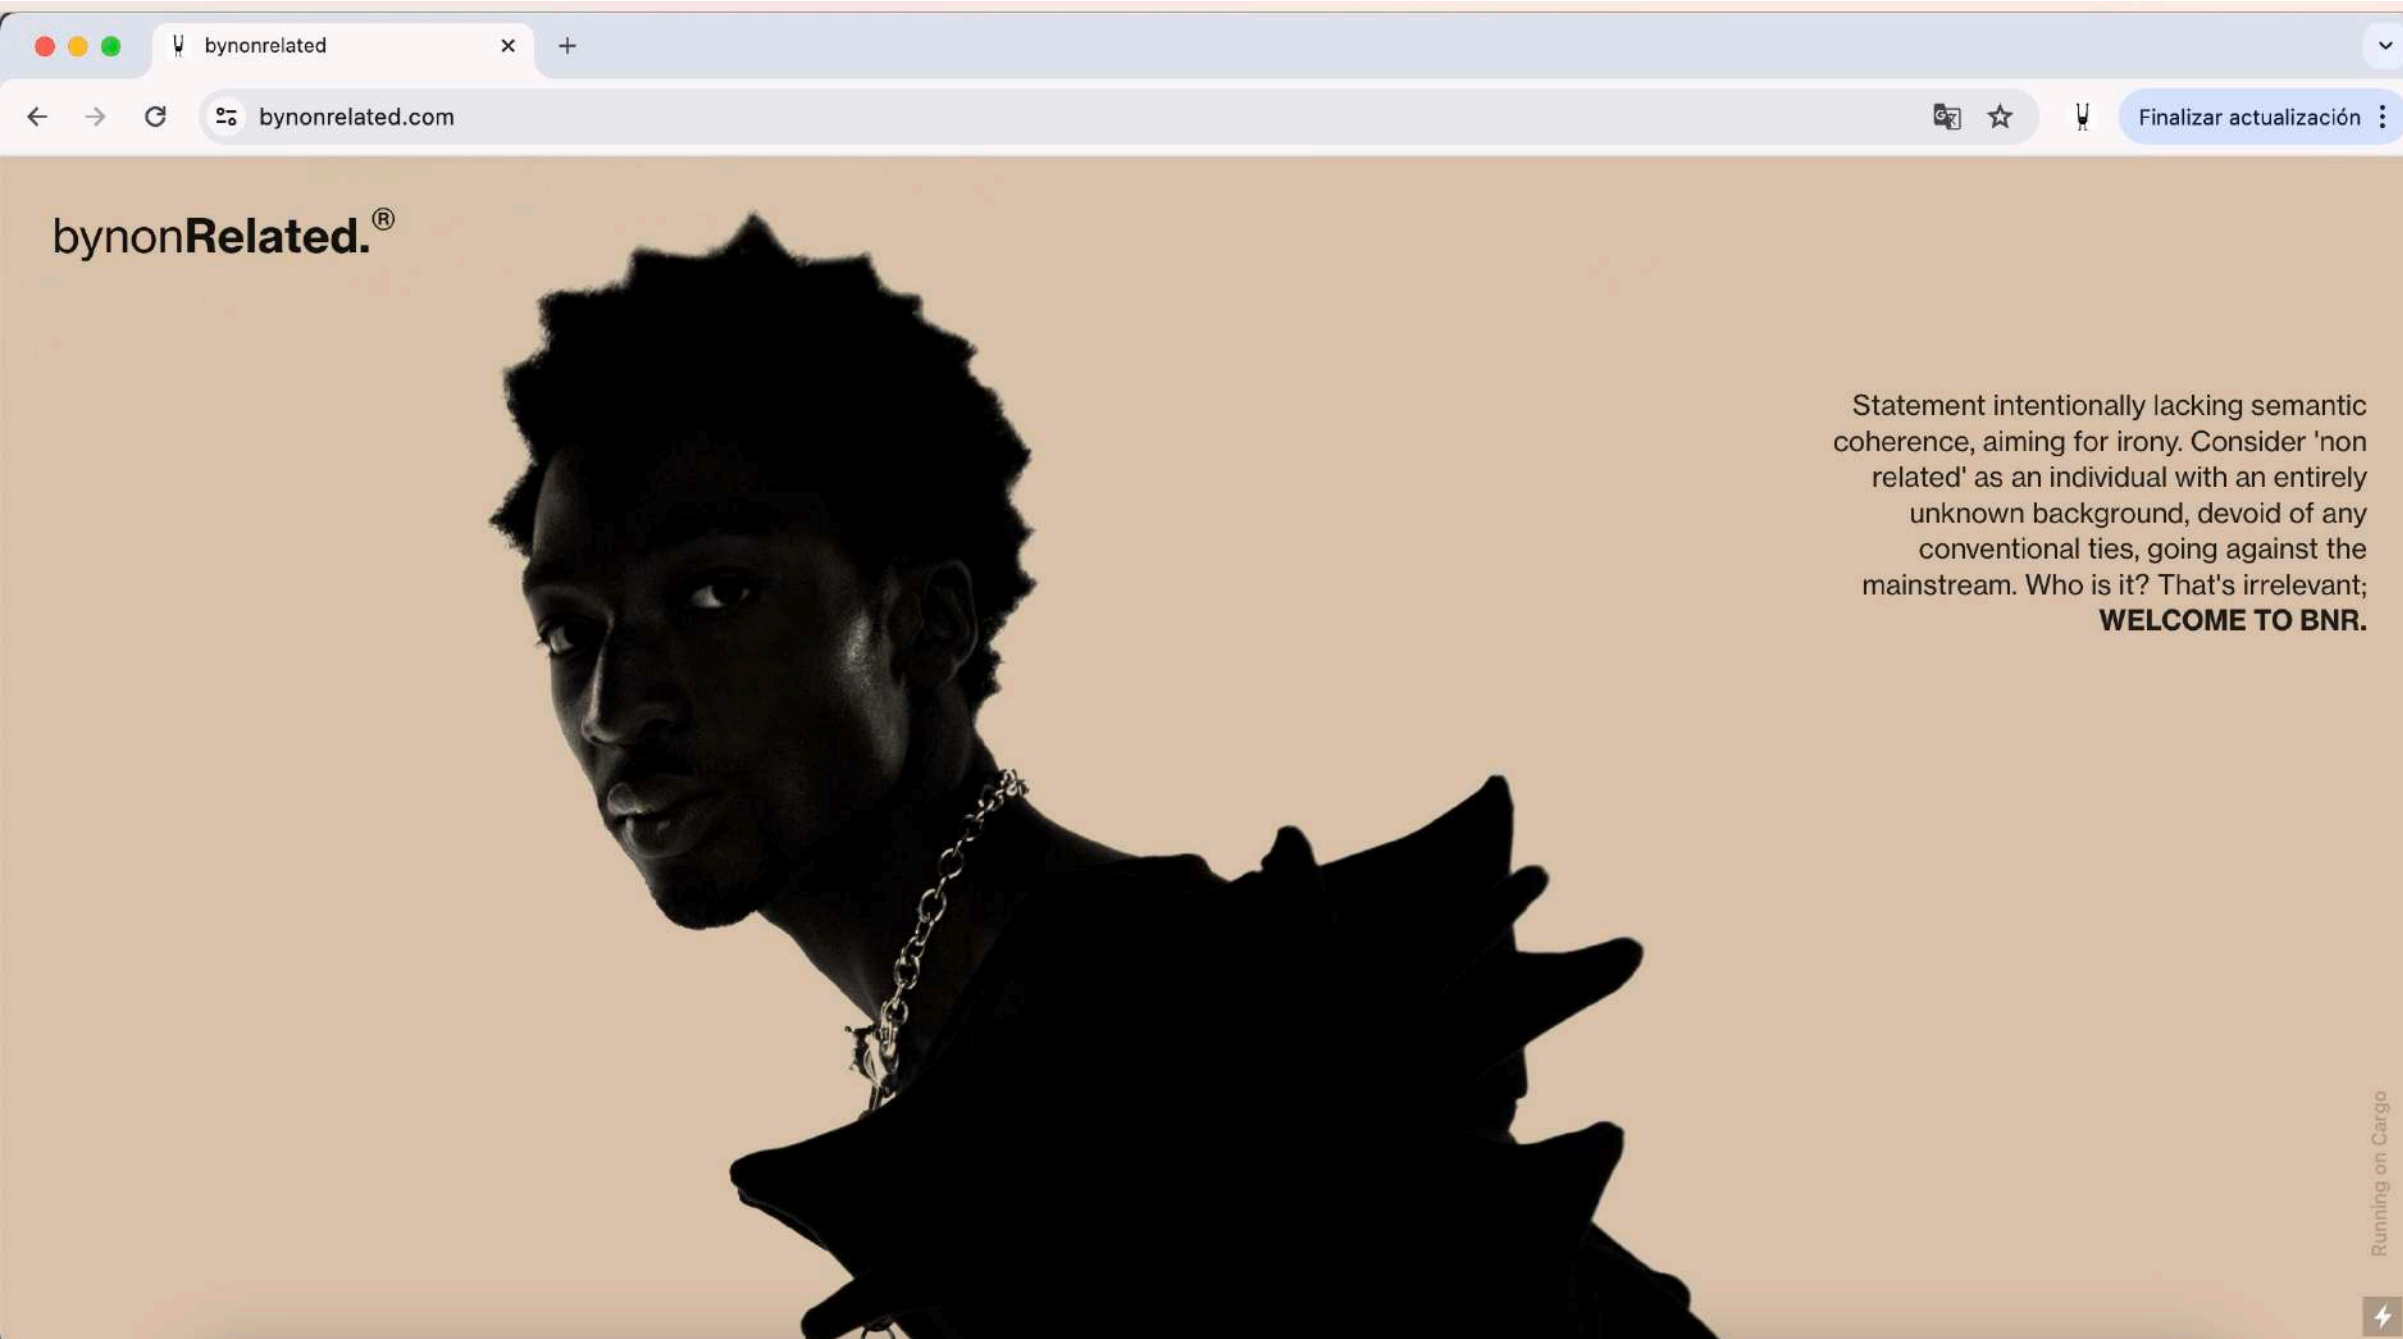 bynonrelated
bynonrelated.com
Finalizar actualización
bynonRelated.®
Statement intentionally lacking semantic
coherence, aiming for irony. Consider 'non
related' as an individual with an entirely
unknown background, devoid of any
conventional ties, going against the
mainstream. Who is it? That's irrelevant;
WELCOME TO BNR.
Running on Cargo